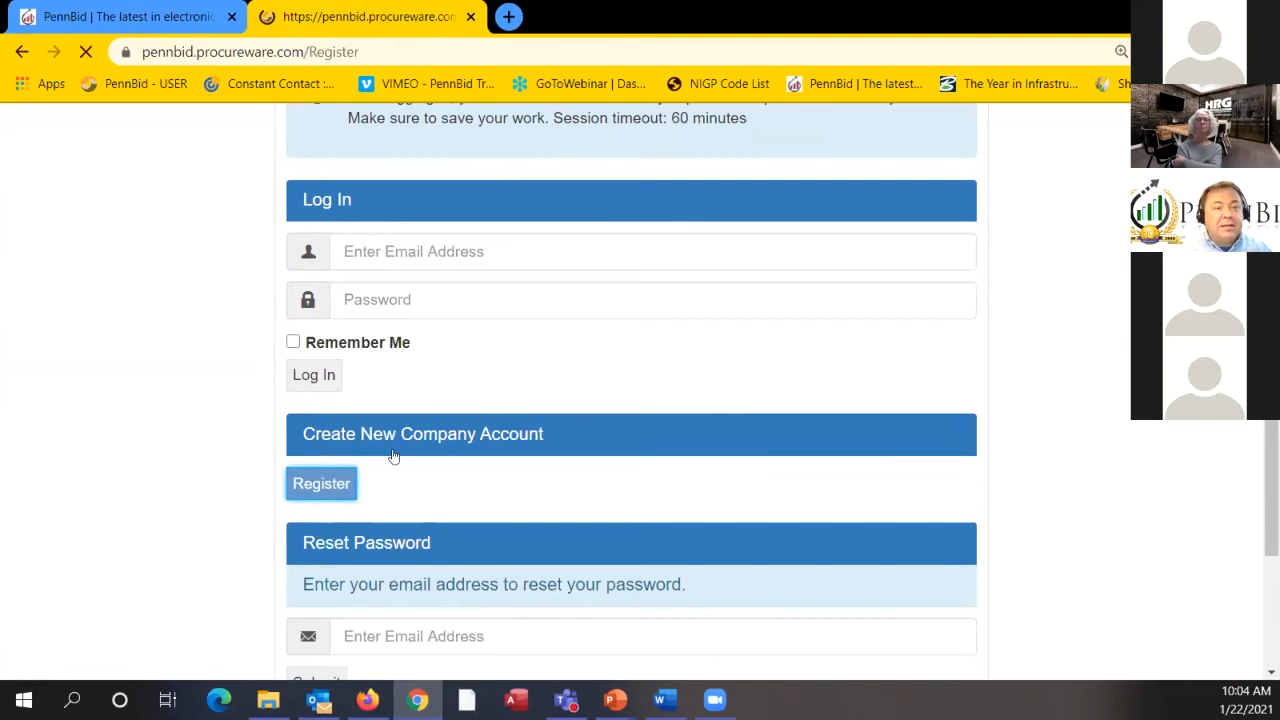 PennBid | The latest in electronic
https://pennbid.procureware.com
pennbid.procureware.com/Register
Apps
PennBid - USER
Constant Contact :...
VIMEO - PennBid Tr...
GoToWebinar | Das...
NIGP Code List
PennBid | The latest...
The Year in Infrastru...
Sh
Make sure to save your work. Session timeout: 60 minutes
Log In
Enter Email Address
Password
Remember Me
Log In
Create New Company Account
Register
Reset Password
Enter your email address to reset your password.
Enter Email Address
HRG
10:04 AM
1/22/2021